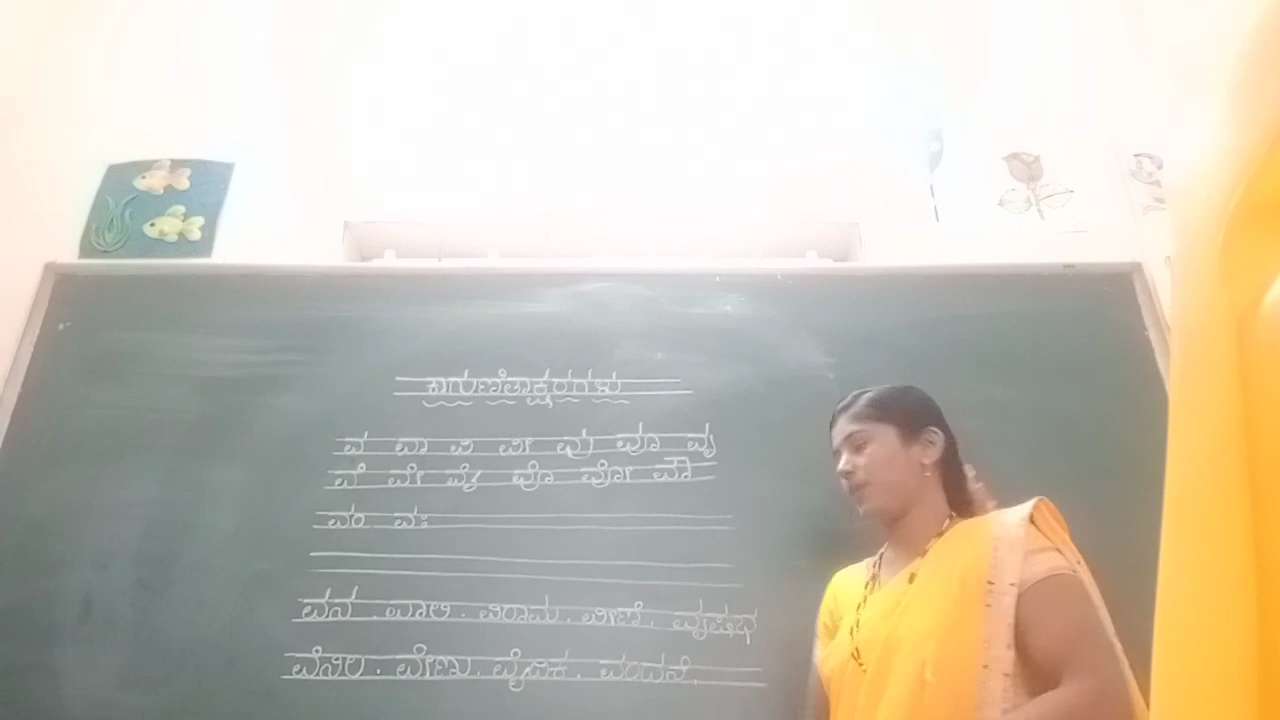 ಕಾಗುಣಿತಾಕ್ಷರಗಳು
ವ ವಾ ವಿ ವೀ ವು ವೂ ವೃ
ವೆ ವೇ ವೈ ವೊ ವೋ ವೌ
ವಂ ವಃ
ವನ . ವಾಲಿ . ವಿರಾಮ . ವೀಣೆ . ವೃಷಭ
ವೆನಿಲ . ವೇಣು . ವೈದಿಕ . ವಂದನೆ .